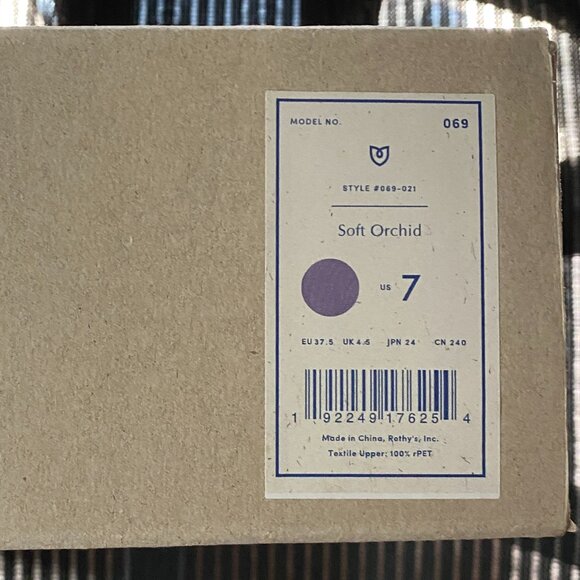 MODEL NO. 069
STYLE #069-021
Soft Orchid
US 7
EU 37.5 UK 4.5 JPN 24 CN 240
1 92249 17625 4
Made in China, Rothy's, Inc.
Textile Upper: 100% rPET